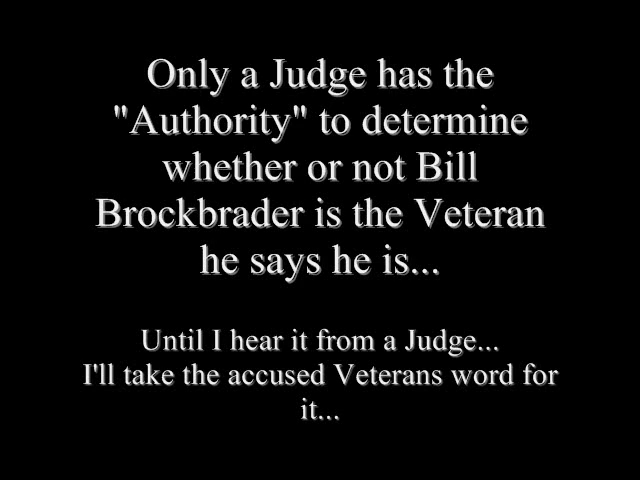 Only a Judge has the
"Authority" to determine
whether or not Bill
Brockbrader is the Veteran
he says he is...
Until I hear it from a Judge...
I'll take the accused Veterans word for
it...